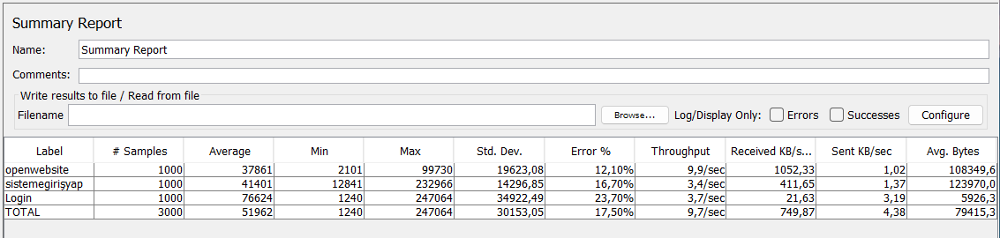 Summary Report
Name: Summary Report
Comments:
Write results to file / Read from file
Filename Browse... Log/Display Only: Errors Successes Configure
Label # Samples Average Min Max Std. Dev. Error % Throughput Received KB/s... Sent KB/sec Avg. Bytes
openwebsite 1000 37861 2101 99730 19623,08 12,10% 9,9/sec 1052,33 1,02 108349,6
sistemegirişyap 1000 41401 12841 232966 14296,85 16,70% 3,4/sec 411,65 1,37 123970,0
Login 1000 76624 1240 247064 34922,49 23,70% 3,7/sec 21,63 3,19 5926,3
TOTAL 3000 51962 1240 247064 30153,05 17,50% 9,7/sec 749,87 4,38 79415,3